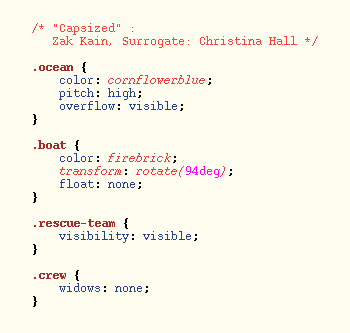 /* "Capsized" :
Zak Kain, Surrogate: Christina Hall */
.ocean {
color: cornflowerblue;
pitch: high;
overflow: visible;
}
.boat {
color: firebrick;
transform: rotate(94deg);
float: none;
}
.rescue-team {
visibility: visible;
}
.crew {
widows: none;
}